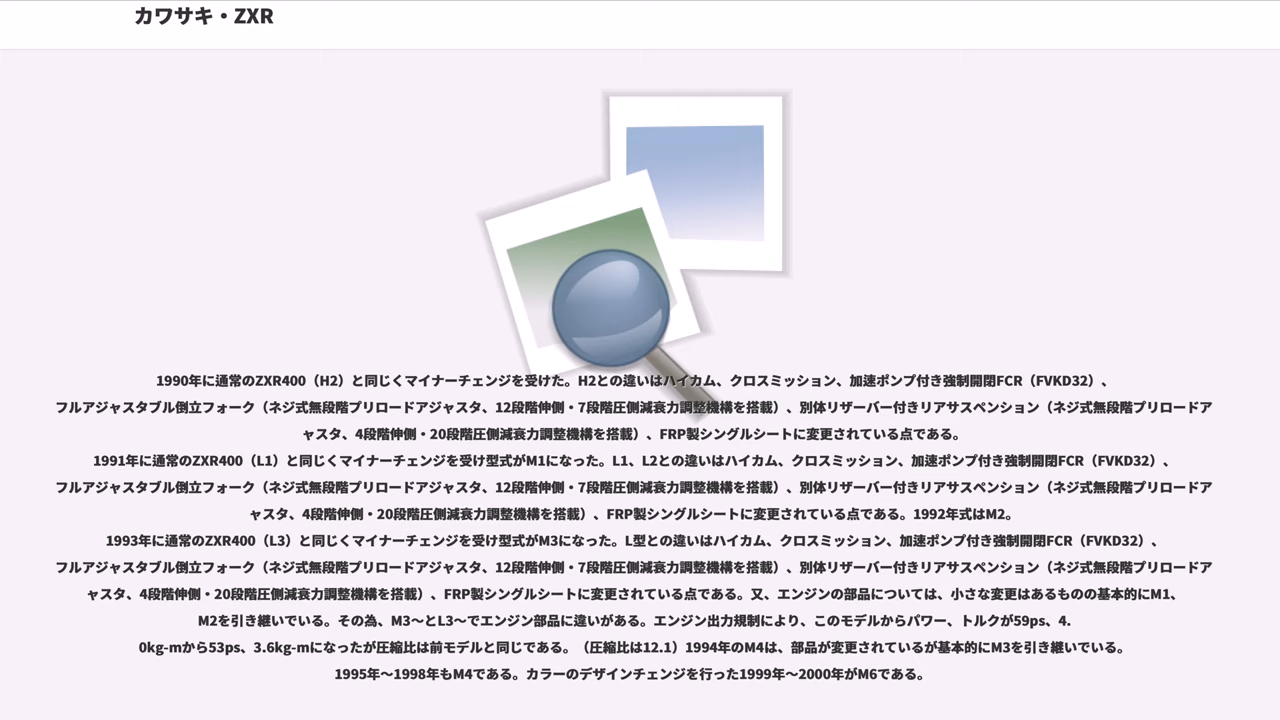 カワサキ・ZXR
1990年に通常のZXR400（H2）と同じくマイナーチェンジを受けた。H2との違いはハイカム、クロスミッション、加速ポンプ付き強制開閉FCR（FVKD32）、
フルアジャスタブル倒立フォーク（ネジ式無段階プリロードアジャスタ、12段階伸側・7段階圧側減衰力調整機構を搭載）、別体リザーバー付きリアサスペンション（ネジ式無段階プリロードア
ャスタ、4段階伸側・20段階圧側減衰力調整機構を搭載）、FRP製シングルシートに変更されている点である。
1991年に通常のZXR400（L1）と同じくマイナーチェンジを受け型式がM1になった。L1、L2との違いはハイカム、クロスミッション、加速ポンプ付き強制開閉FCR（FVKD32）、
フルアジャスタブル倒立フォーク（ネジ式無段階プリロードアジャスタ、12段階伸側・7段階圧側減衰力調整機構を搭載）、別体リザーバー付きリアサスペンション（ネジ式無段階プリロードア
ャスタ、4段階伸側・20段階圧側減衰力調整機構を搭載）、FRP製シングルシートに変更されている点である。1992年式はM2。
1993年に通常のZXR400（L3）と同じくマイナーチェンジを受け型式がM3になった。L型との違いはハイカム、クロスミッション、加速ポンプ付き強制開閉FCR（FVKD32）、
フルアジャスタブル倒立フォーク（ネジ式無段階プリロードアジャスタ、12段階伸側・7段階圧側減衰力調整機構を搭載）、別体リザーバー付きリアサスペンション（ネジ式無段階プリロードア
ャスタ、4段階伸側・20段階圧側減衰力調整機構を搭載）、FRP製シングルシートに変更されている点である。又、エンジンの部品については、小さな変更はあるものの基本的にM1、
M2を引き継いでいる。その為、M3〜とL3〜でエンジン部品に違いがある。エンジン出力規制により、このモデルからパワー、トルクが59ps、4.
0kg-mから53ps、3.6kg-mになったが圧縮比は前モデルと同じである。（圧縮比は12.1）1994年のM4は、部品が変更されているが基本的にM3を引き継いでいる。
1995年〜1998年もM4である。カラーのデザインチェンジを行った1999年〜2000年がM6である。